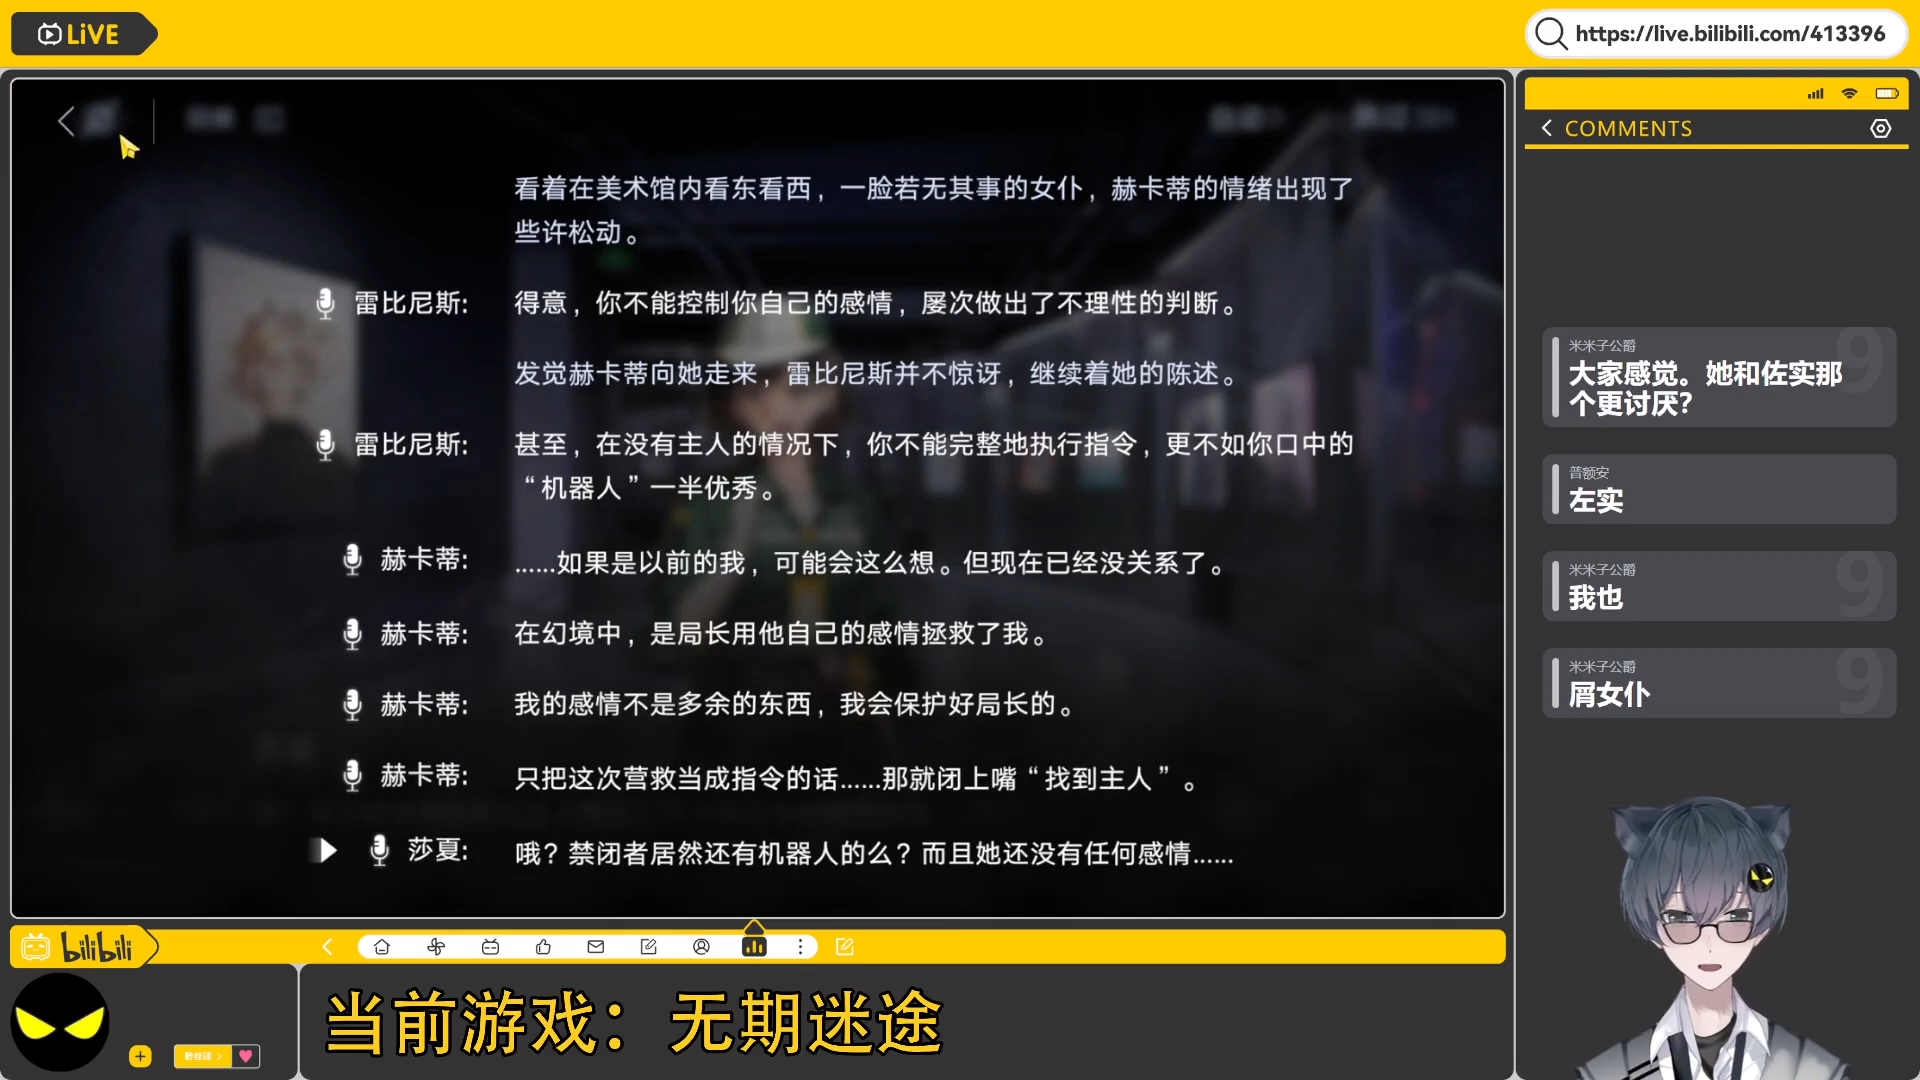 LiVE
https://live.bilibili.com/413396
看着在美术馆内看东看西，一脸若无其事的女仆，赫卡蒂的情绪出现了
些许松动。
雷比尼斯: 得意，你不能控制你自己的感情，屡次做出了不理性的判断。
发觉赫卡蒂向她走来，雷比尼斯并不惊讶，继续着她的陈述。
雷比尼斯: 甚至，在没有主人的情况下，你不能完整地执行指令，更不如你口中的
“机器人”一半优秀。
赫卡蒂: ......如果是以前的我，可能会这么想。但现在已经没关系了。
赫卡蒂: 在幻境中，是局长用他自己的感情拯救了我。
赫卡蒂: 我的感情不是多余的东西，我会保护好局长的。
赫卡蒂: 只把这次营救当成指令的话......那就闭上嘴“找到主人”。
莎夏: 哦？禁闭者居然还有机器人的么？而且她还没有任何感情......
COMMENTS
米米子公爵
9
大家感觉。她和佐实那
个更讨厌？
普额安
左实
米米子公爵
9
我也
米米子公爵
9
屑女仆
bilibili
粉丝团
当前游戏：无期迷途